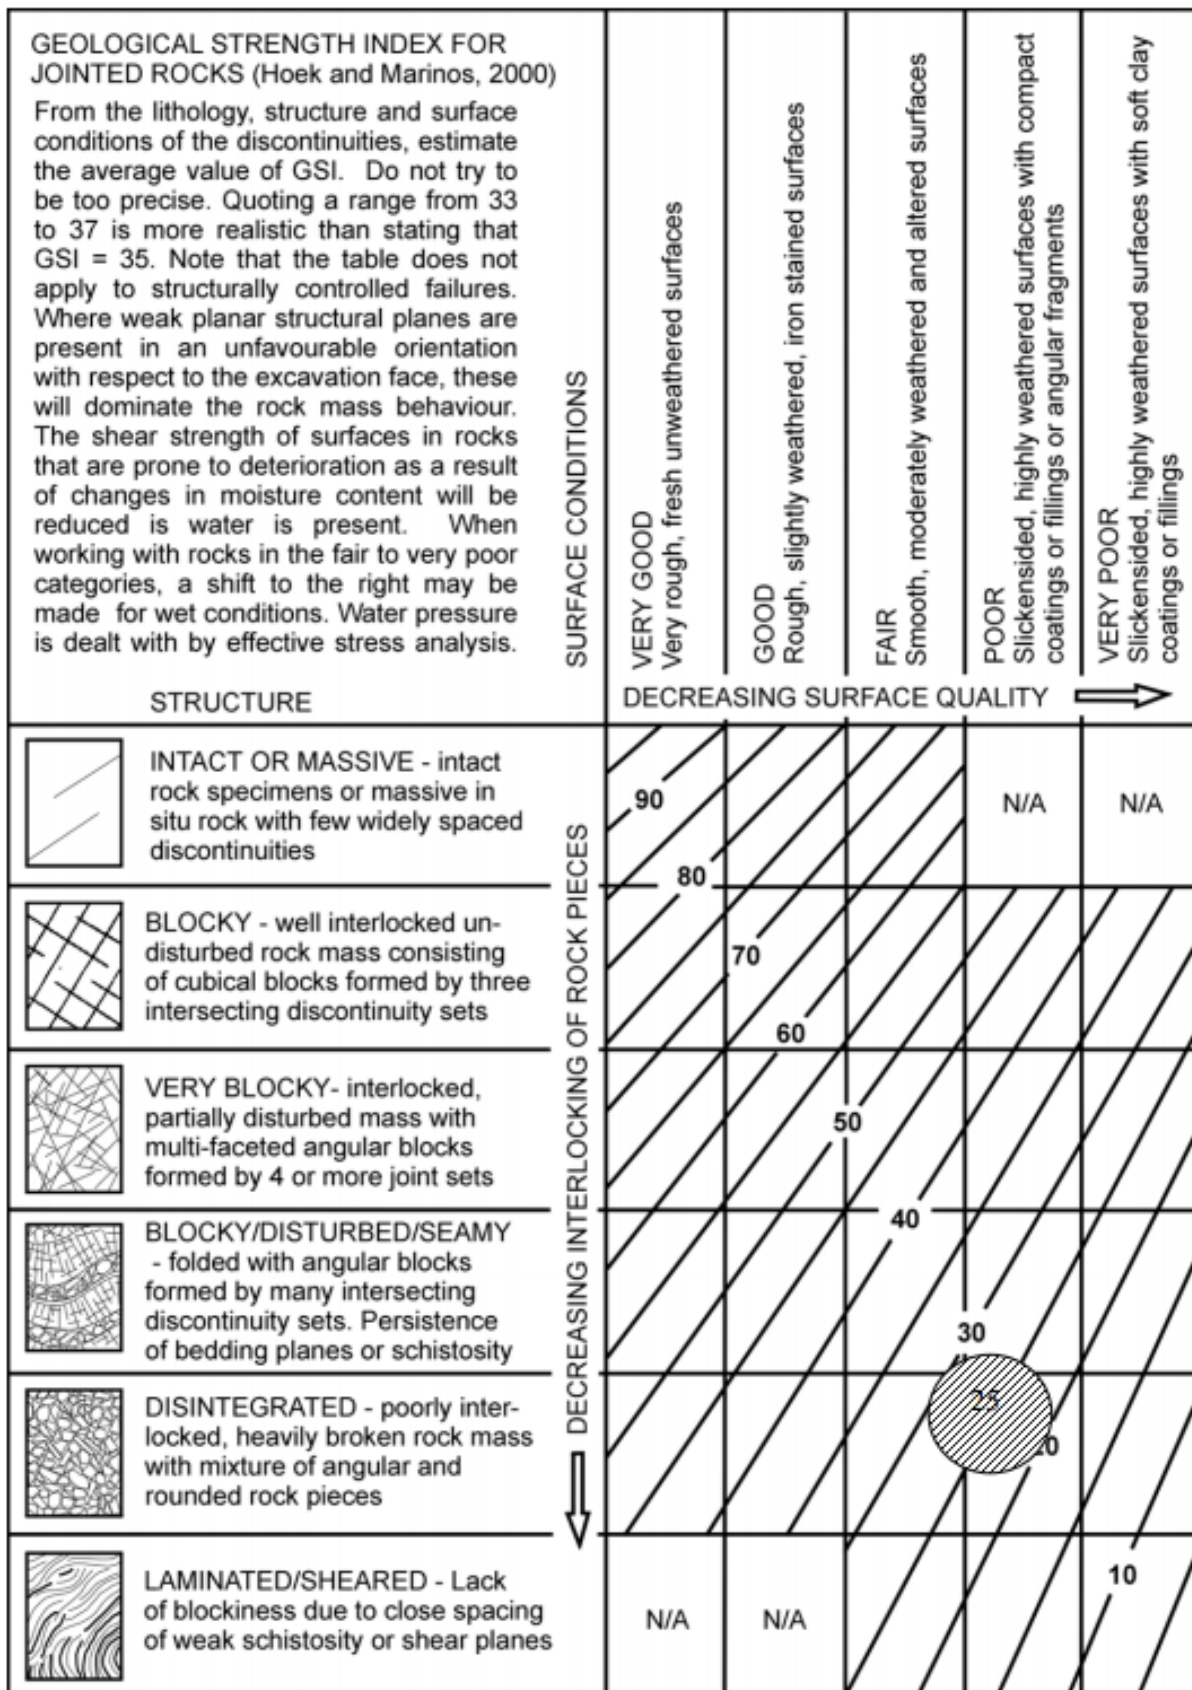 GEOLOGICAL STRENGTH INDEX FOR
JOINTED ROCKS (Hoek and Marinos, 2000)
From the lithology, structure and surface
conditions of the discontinuities, estimate
the average value of GSI. Do not try to
be too precise. Quoting a range from 33
to 37 is more realistic than stating that
GSI = 35. Note that the table does not
apply to structurally controlled failures.
Where weak planar structural planes are
present in an unfavourable orientation
with respect to the excavation face, these
will dominate the rock mass behaviour.
The shear strength of surfaces in rocks
that are prone to deterioration as a result
of changes in moisture content will be
reduced is water is present. When
working with rocks in the fair to very poor
categories, a shift to the right may be
made for wet conditions. Water pressure
is dealt with by effective stress analysis.
STRUCTURE
SURFACE CONDITIONS
VERY GOOD
Very rough, fresh unweathered surfaces
GOOD
Rough, slightly weathered, iron stained surfaces
FAIR
Smooth, moderately weathered and altered surfaces
POOR
Slickensided, highly weathered surfaces with compact
coatings or fillings or angular fragments
VERY POOR
Slickensided, highly weathered surfaces with soft clay
coatings or fillings
DECREASING SURFACE QUALITY
INTACT OR MASSIVE - intact
rock specimens or massive in
situ rock with few widely spaced
discontinuities
BLOCKY - well interlocked un-
disturbed rock mass consisting
of cubical blocks formed by three
intersecting discontinuity sets
VERY BLOCKY- interlocked,
partially disturbed mass with
multi-faceted angular blocks
formed by 4 or more joint sets
BLOCKY/DISTURBED/SEAMY
- folded with angular blocks
formed by many intersecting
discontinuity sets. Persistence
of bedding planes or schistosity
DISINTEGRATED - poorly inter-
locked, heavily broken rock mass
with mixture of angular and
rounded rock pieces
LAMINATED/SHEARED - Lack
of blockiness due to close spacing
of weak schistosity or shear planes
DECREASING INTERLOCKING OF ROCK PIECES
90
N/A
N/A
80
70
60
50
40
30
25
10
N/A
N/A